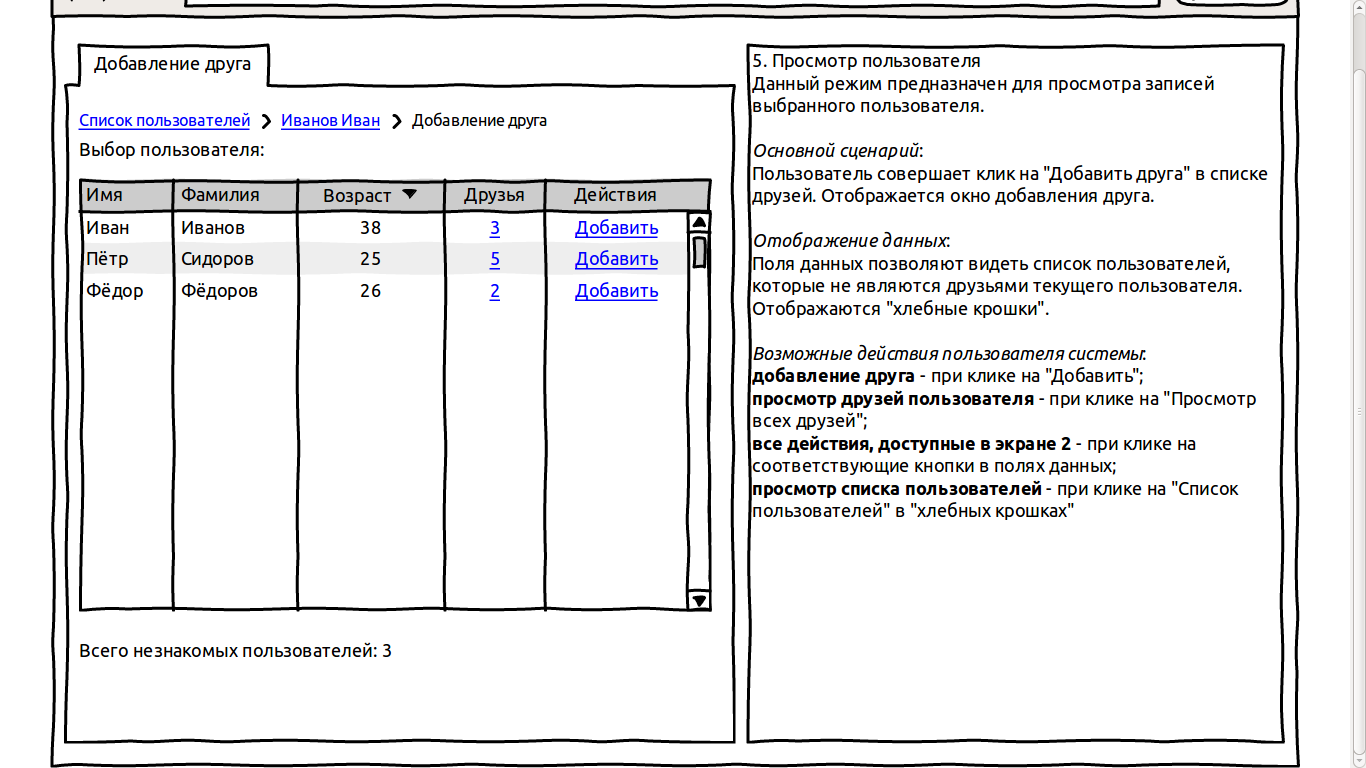 Добавление друга
Список пользователей
Иванов Иван
Добавление друга
Выбор пользователя:
Имя Фамилия Возраст Друзья Действия
Иван Иванов 38 3 Добавить
Пётр Сидоров 25 5 Добавить
Фёдор Фёдоров 26 2 Добавить
Всего незнакомых пользователей: 3
5. Просмотр пользователя
Данный режим предназначен для просмотра записей
выбранного пользователя.
Основной сценарий:
Пользователь совершает клик на "Добавить друга" в списке
друзей. Отображается окно добавления друга.
Отображение данных:
Поля данных позволяют видеть список пользователей,
которые не являются друзьями текущего пользователя.
Отображаются "хлебные крошки".
Возможные действия пользователя системы:
добавление друга - при клике на "Добавить";
просмотр друзей пользователя - при клике на "Просмотр
всех друзей";
все действия, доступные в экране 2 - при клике на
соответствующие кнопки в полях данных;
просмотр списка пользователей - при клике на "Список
пользователей" в "хлебных крошках"